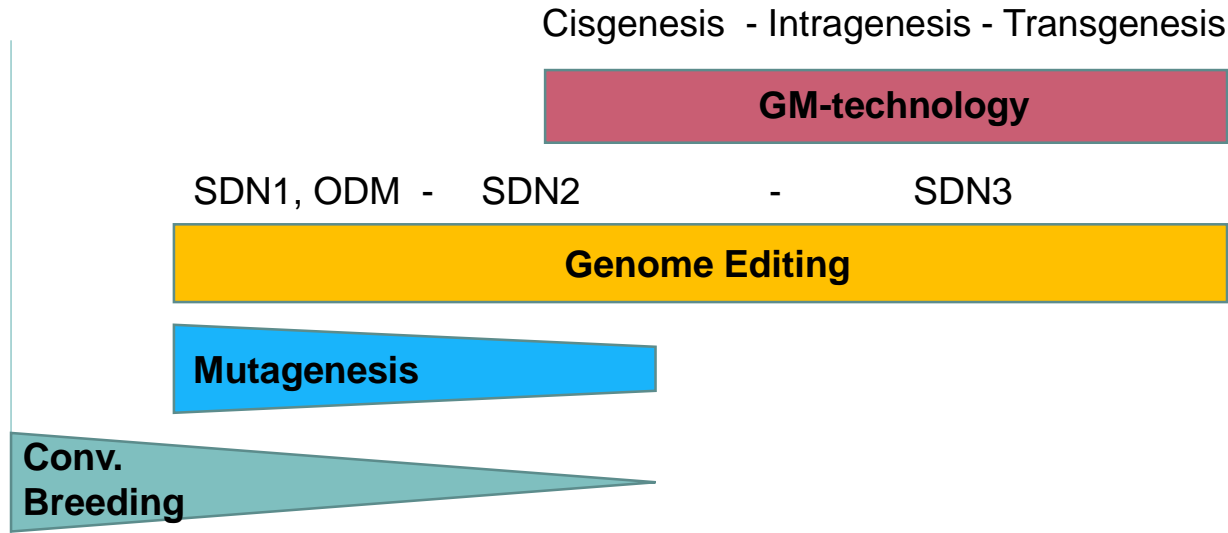 Cisgenesis - Intragenesis - Transgenesis
GM-technology
SDN1, ODM - SDN2 - SDN3
Genome Editing
Mutagenesis
Conv.
Breeding